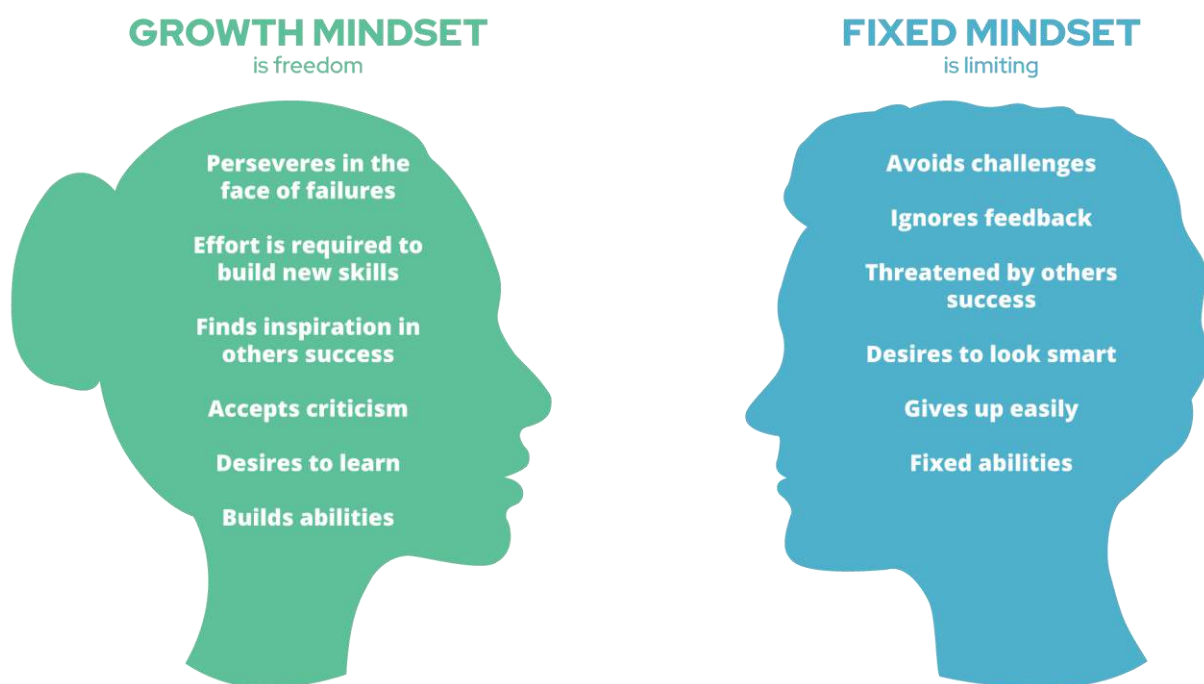 GROWTH MINDSET
is freedom
Perseveres in the
face of failures
Effort is required to
build new skills
Finds inspiration in
others success
Accepts criticism
Desires to learn
Builds abilities
FIXED MINDSET
is limiting
Avoids challenges
Ignores feedback
Threatened by others
success
Desires to look smart
Gives up easily
Fixed abilities